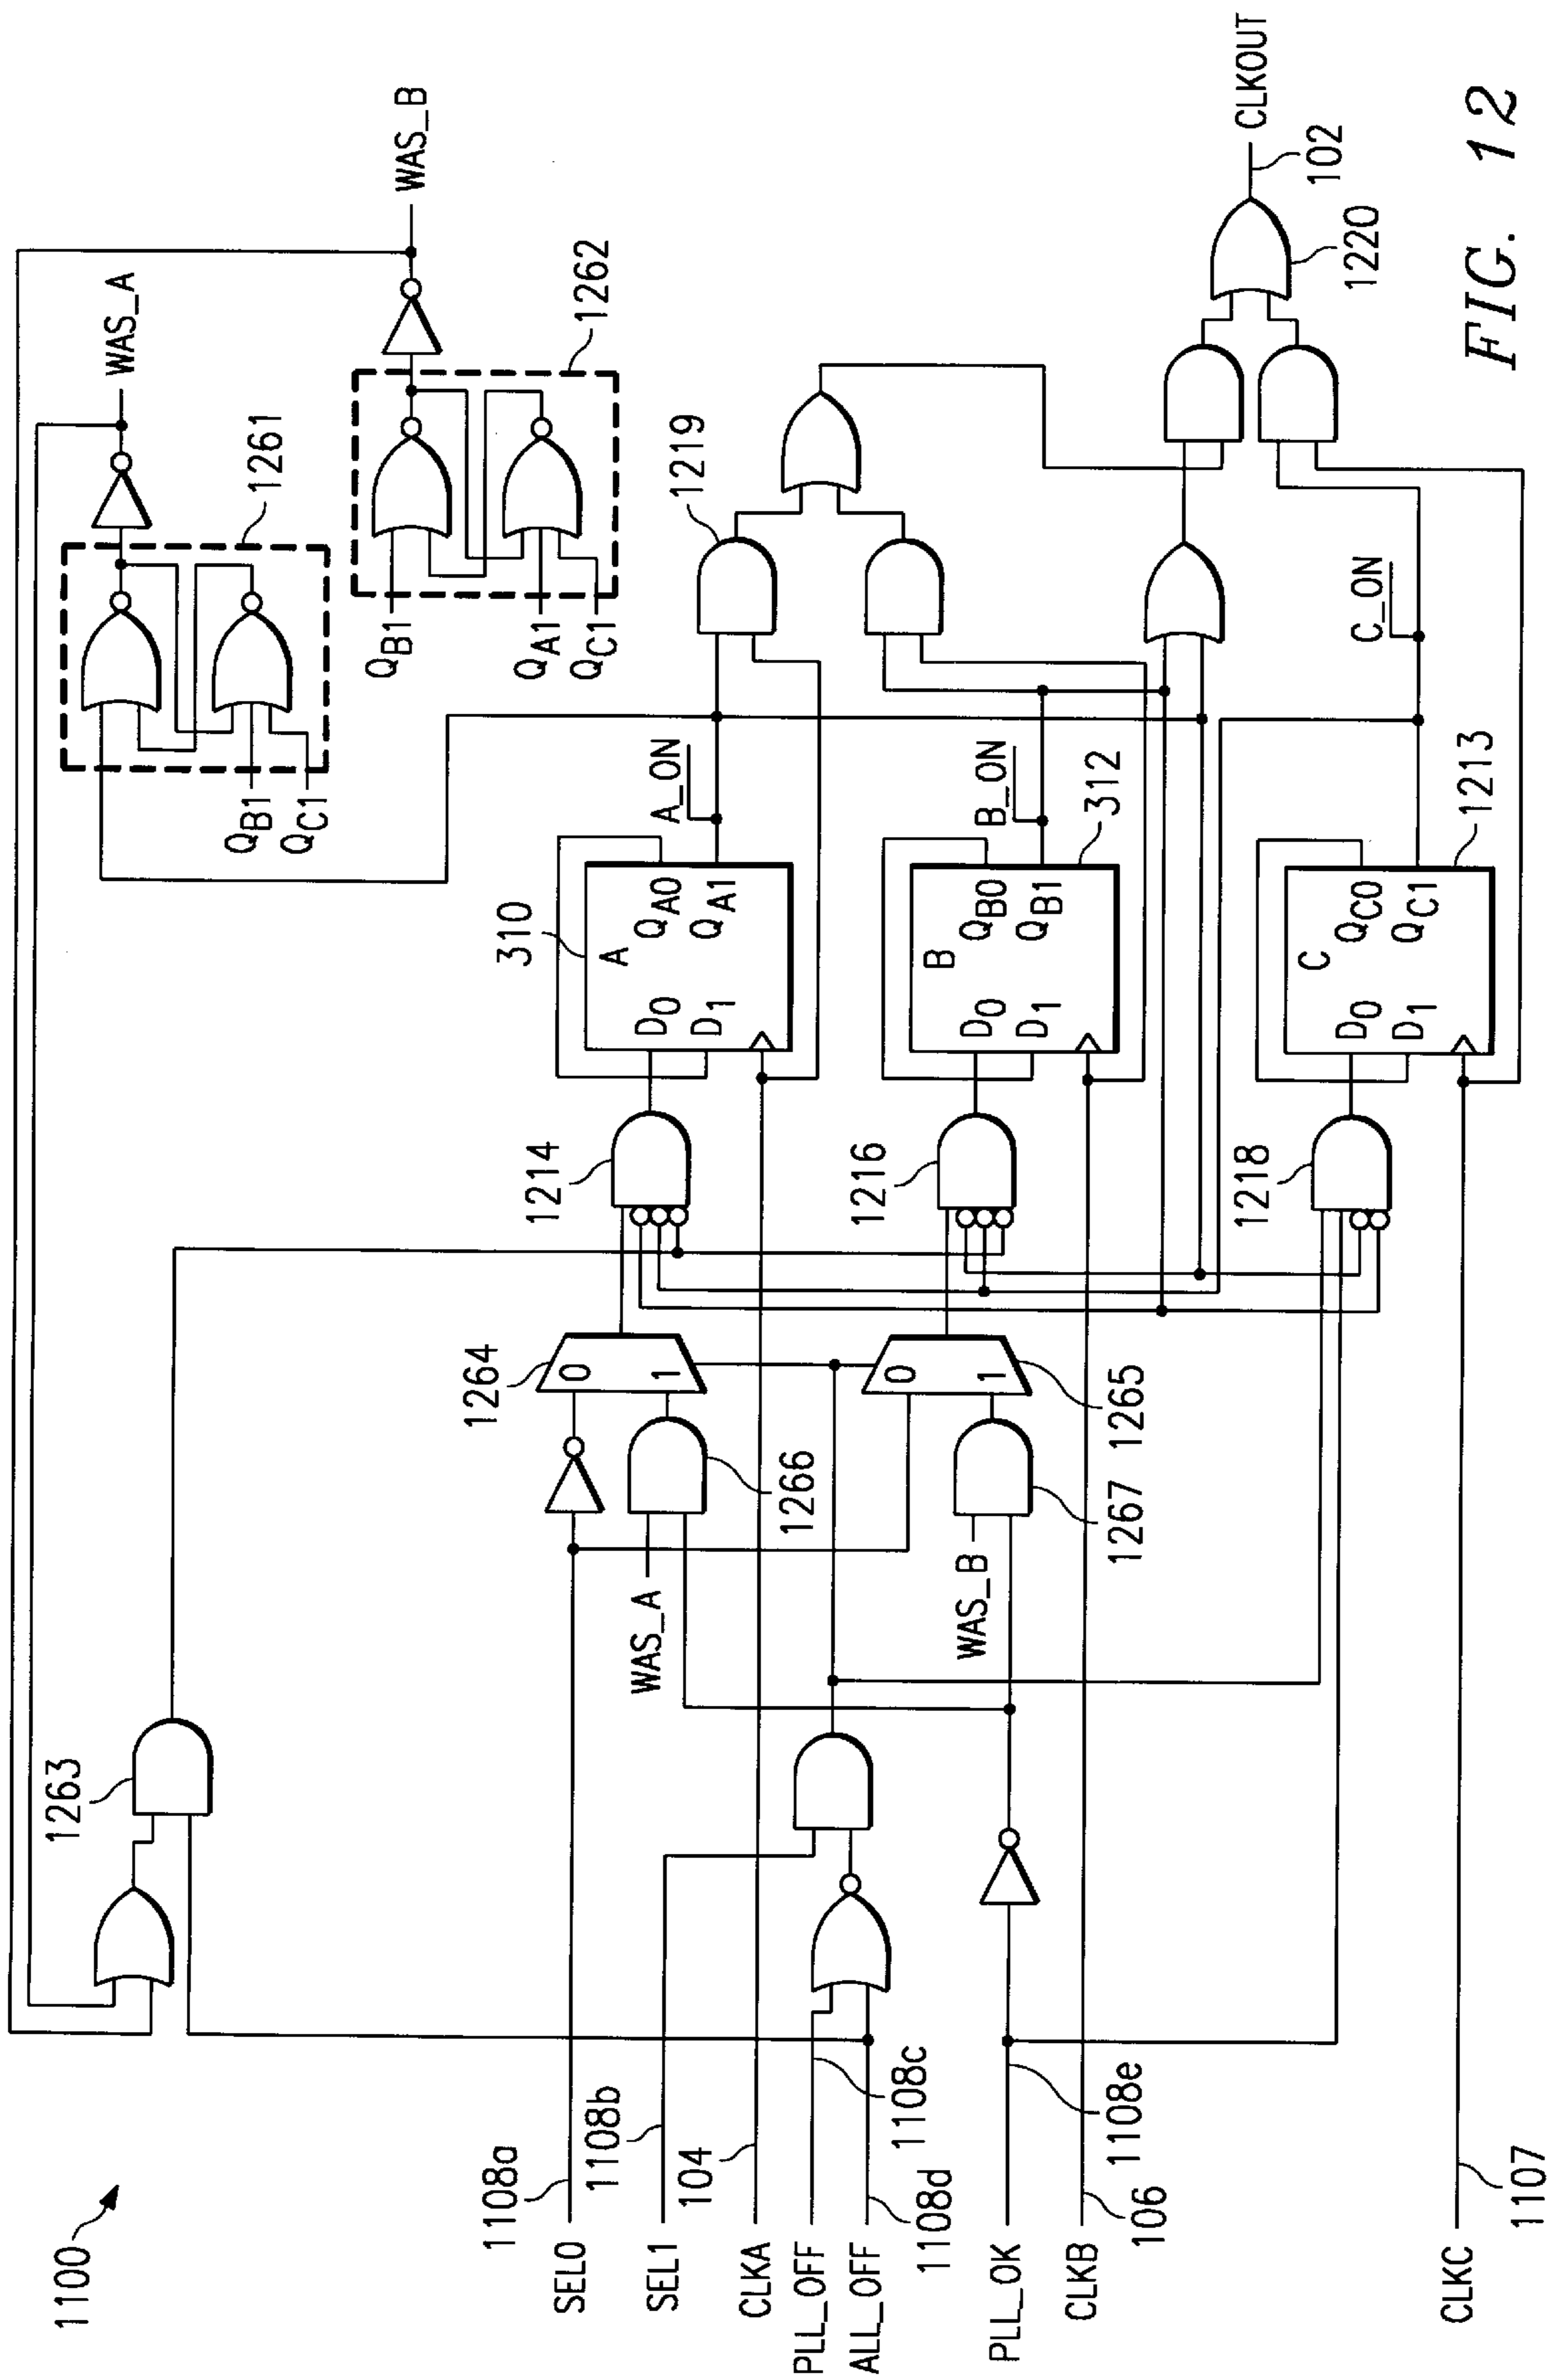 1100
1263
WAS_A
WAS_B
1261
QB1
QC1
1262
QB1
QA1
QC1
1108a
SEL0
1108b
SEL1
104
CLKA
PLL_OFF
1108c
ALL_OFF
1108d
PLL_OK
1108e
CLKB
106
CLKC
1107
1264
0
1
WAS_A
1266
0
1
WAS_B
1267
1265
1214
1216
1218
310
A
D0
QA0
D1
QA1
A_ON
B
D0
QB0
D1
QB1
B_ON
312
C
D0
QC0
D1
QC1
C_ON
1213
1219
CLKOUT
102
1220
FIG. 12